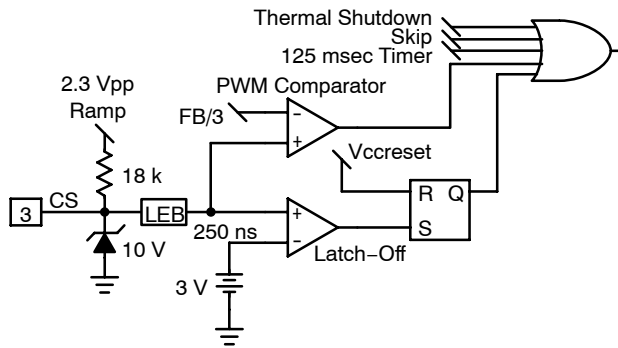 Thermal Shutdown
Skip
125 msec Timer
2.3 Vpp
Ramp
PWM Comparator
FB/3
−
+
18 k
Vccreset
3
CS
LEB
R
Q
250 ns
+
−
S
10 V
Latch−Off
3 V